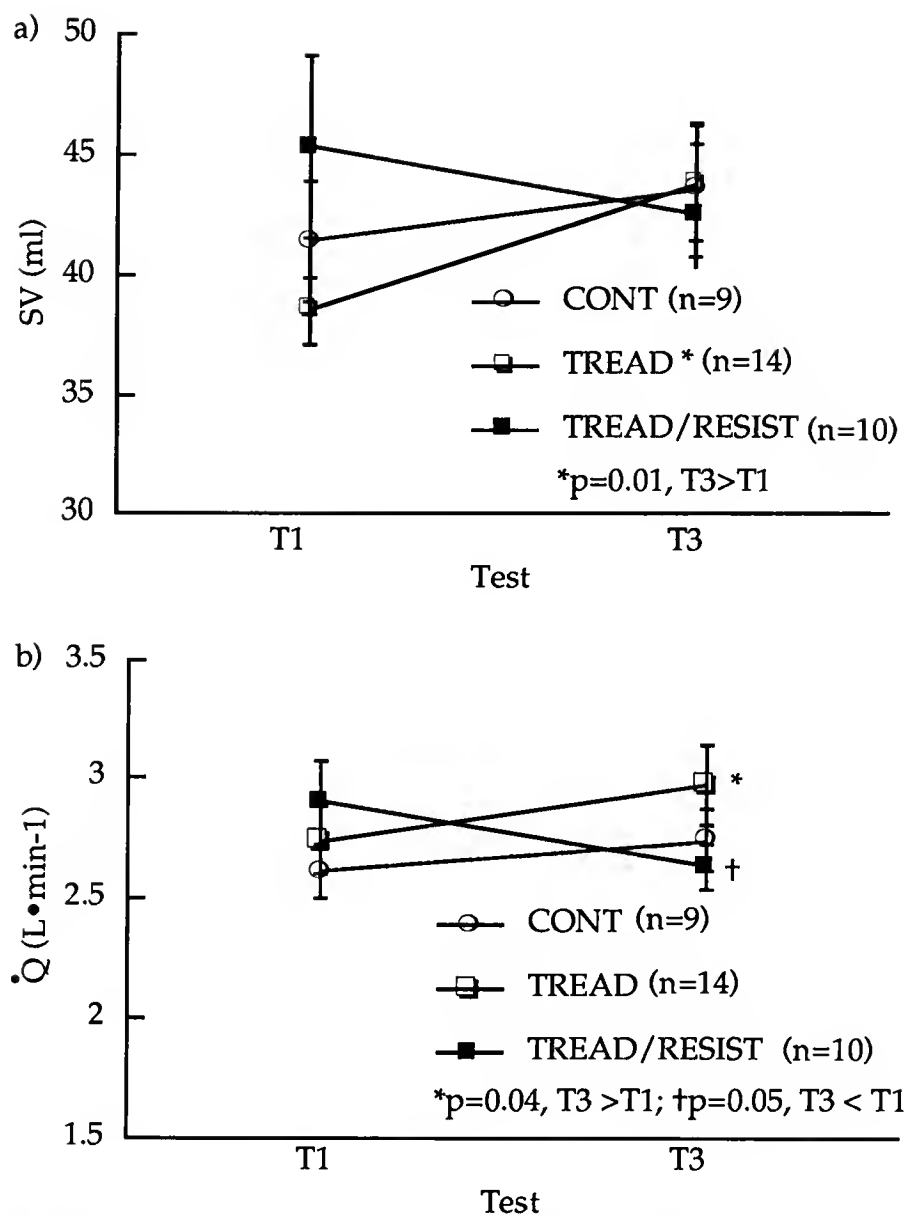 a)
50
45
40
35
30
SV (ml)
CONT (n=9)
TREAD * (n=14)
TREAD/RESIST (n=10)
*p=0.01, T3>T1
T1 T3
Test
b)
3.5
3
2.5
2
1.5
Q̇ (L•min-1)
*
†
CONT (n=9)
TREAD (n=14)
TREAD/RESIST (n=10)
*p=0.04, T3 >T1; †p=0.05, T3 < T1
T1 T3
Test